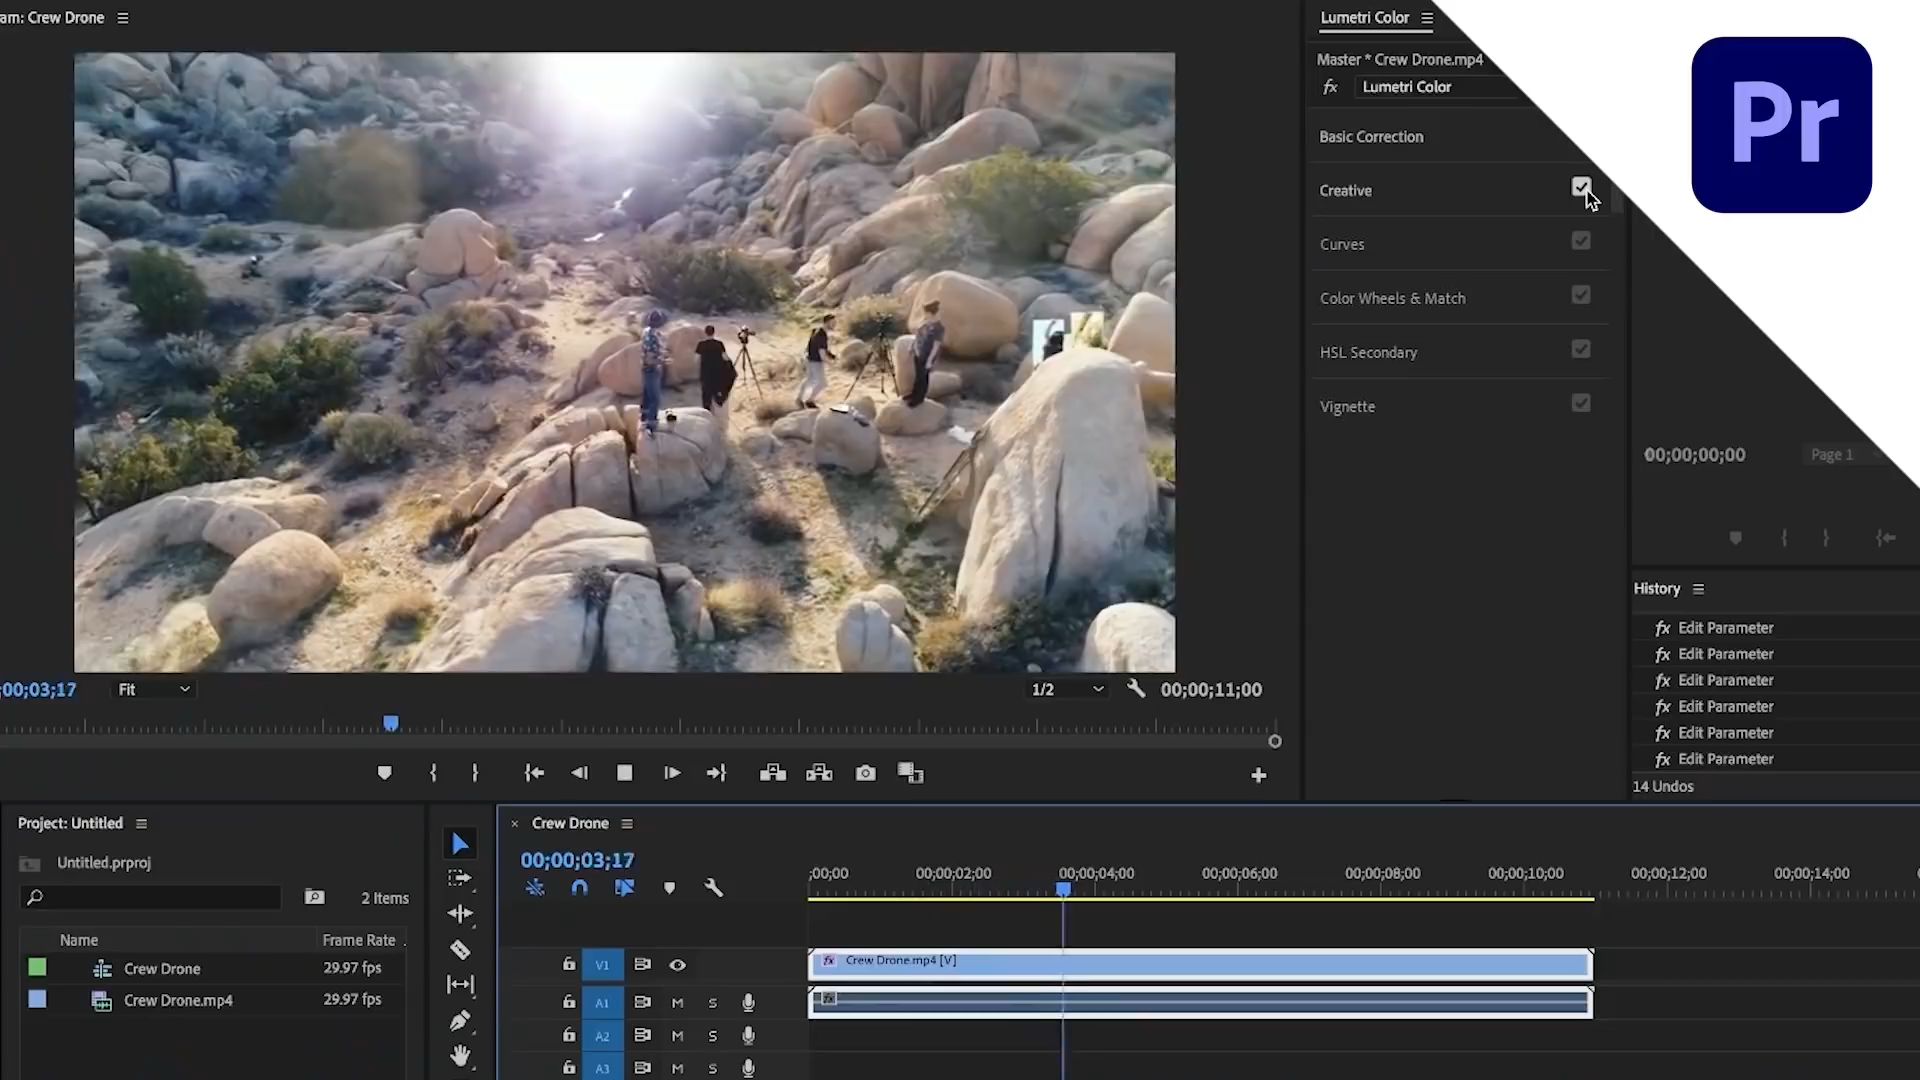 am: Crew Drone
Lumetri Color
Master * Crew Drone.mp4
fx Lumetri Color
Basic Correction
Creative
Curves
Color Wheels & Match
HSL Secondary
Vignette
Pr
00;00;00;00 Page 1
History
fx Edit Parameter
fx Edit Parameter
fx Edit Parameter
fx Edit Parameter
fx Edit Parameter
fx Edit Parameter
14 Undos
;00;03;17 Fit 1/2 00;00;11;00
Project: Untitled
Untitled.prproj
2 Items
Name Frame Rate
Crew Drone 29.97 fps
Crew Drone.mp4 29.97 fps
× Crew Drone
00;00;03;17
;00;00 00;00;02;00 00;00;04;00 00;00;06;00 00;00;08;00 00;00;10;00 00;00;12;00 00;00;14;00
V1 fx Crew Drone.mp4 [V]
A1 M S fx
A2 M S
A3 M S